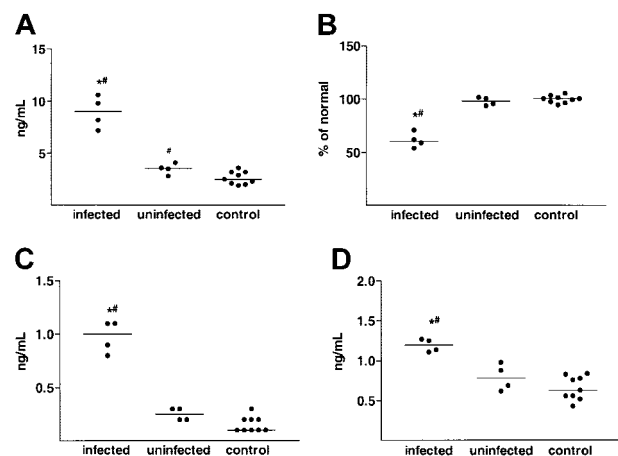 A
15
*#
10
ng/mL
#
5
infected uninfected control
B
150
100
% of normal
*#
50
infected uninfected control
C
1.5
*#
1.0
ng/mL
0.5
infected uninfected control
D
2.0
1.5
*#
ng/mL
1.0
0.5
infected uninfected control